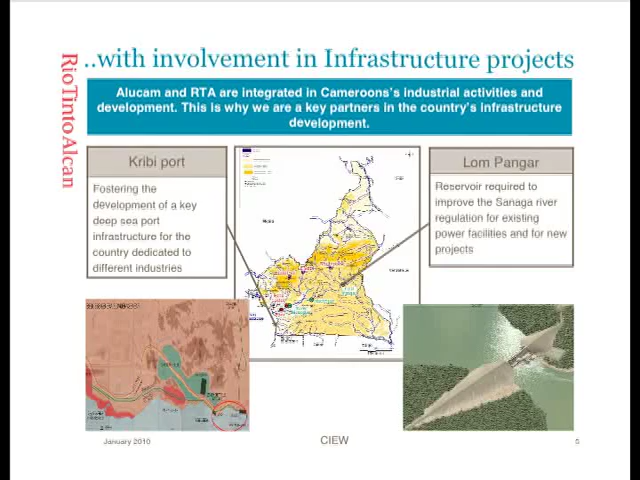 ..with involvement in Infrastructure projects
RioTintoAlcan
Alucam and RTA are integrated in Cameroons's industrial activities and
development. This is why we are a key partners in the country's infrastructure
development.
Kribi port
Fostering the
development of a key
deep sea port
infrastructure for the
country dedicated to
different industries
Lom Pangar
Reservoir required to
improve the Sanaga river
regulation for existing
power facilities and for new
projects
January 2010
CIEW
5